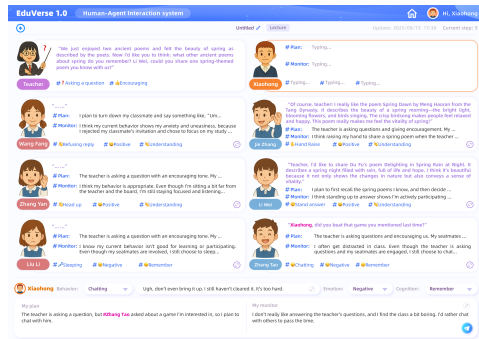 EduVerse 1.0
Human-Agent Interaction system
Hi, Xiaohong
Untitled
Lecture
Update: 2025/08/13 15:36 Current step: 3
"We just enjoyed two ancient poems and felt the beauty of spring as
described by the poets. Now I'd like you to think: what other ancient poems
about spring do you remember? Li Wei, could you share one spring-themed
poem you know with us?"
Teacher
# ❓Asking a question # Encouraging
# Plan: Typing...
# Monitor: Typing...
Xiaohong
# Typing... # Typing... # Typing...
"......"
# Plan: I plan to turn down my classmate and say something like, "Um...
# Monitor: I think my current behavior shows my anxiety and uneasiness, because
I rejected my classmate's invitation and chose to focus on my study ...
Wang Fang
# Refusing reply # Positive # Understanding
"Of course, teacher! I really like the poem Spring Dawn by Meng Haoran from the
Tang Dynasty. It describes the beauty of a spring morning—the bright light,
blooming flowers, and birds singing. The crisp birdsong makes people feel relaxed
and happy. This poem really makes me feel the vitality of spring!"
# Plan: The teacher is asking questions and giving encouragement. My ...
# Monitor: I think raising my hand to share a spring poem when the teacher ...
Jie Zhang
# Hand Raise # Positive # Understanding
"......"
# Plan: The teacher is asking a question with an encouraging tone. My ...
# Monitor: I think my behavior is appropriate. Even though I'm sitting a bit far from
the teacher and the board, I'm still staying focused and listening...
Zhang Yan
# Head up # Positive # Understanding
"Teacher, I'd like to share Du Fu's poem Delighting in Spring Rain at Night. It
describes a spring night filled with rain, full of life and hope. I think it's beautiful
because it not only shows the changes in nature but also conveys a sense of
vitality."
# Plan: I plan to first recall the spring poems I know, and then decide ...
# Monitor: I think standing up to answer shows I'm actively participating ...
Li Wei
# Stand answer # Positive # Understanding
"......"
# Plan: The teacher is asking a question with an encouraging tone. My ...
# Monitor: I know my current behavior isn't good for learning or participating.
Even though my seatmates are involved, I still choose to sleep...
Liu Li
# Sleeping # Negative # Remember
"Xiaohong, did you beat that game you mentioned last time?"
# Plan: The teacher is asking questions and encouraging us. My seatmates ...
# Monitor: I often get distracted in class. Even though the teacher is asking
questions and my seatmates are engaged, I still choose to chat...
Zhang Tao
# Chatting # Negative # Remember
Xiaohong Behavior: Chatting Ugh, don't even bring it up. I still haven't cleared it. It's too hard. Emotion: Negative Cognition: Remember
My plan
The teacher is asking a question, but #Zhang Tao asked about a game I'm interested in, so I plan to
chat with him.
My monitor
I don't really like answering the teacher's questions, and I find the class a bit boring. I'd rather chat
with others to pass the time.